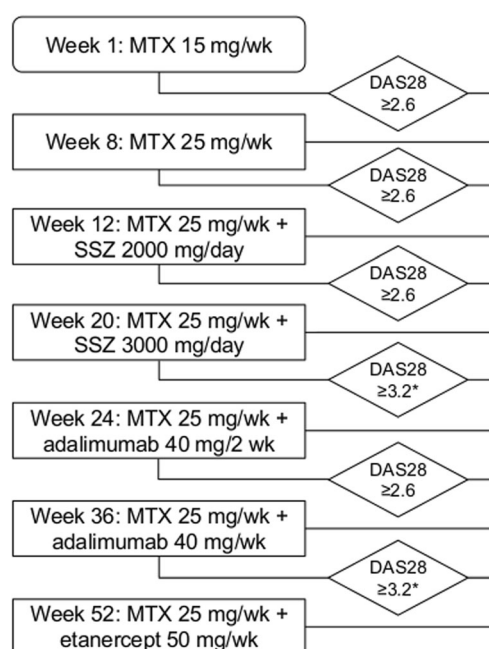 Week 1: MTX 15 mg/wk
DAS28
≥2.6
Week 8: MTX 25 mg/wk
DAS28
≥2.6
Week 12: MTX 25 mg/wk +
SSZ 2000 mg/day
DAS28
≥2.6
Week 20: MTX 25 mg/wk +
SSZ 3000 mg/day
DAS28
≥3.2*
Week 24: MTX 25 mg/wk +
adalimumab 40 mg/2 wk
DAS28
≥2.6
Week 36: MTX 25 mg/wk +
adalimumab 40 mg/wk
DAS28
≥3.2*
Week 52: MTX 25 mg/wk +
etanercept 50 mg/wk